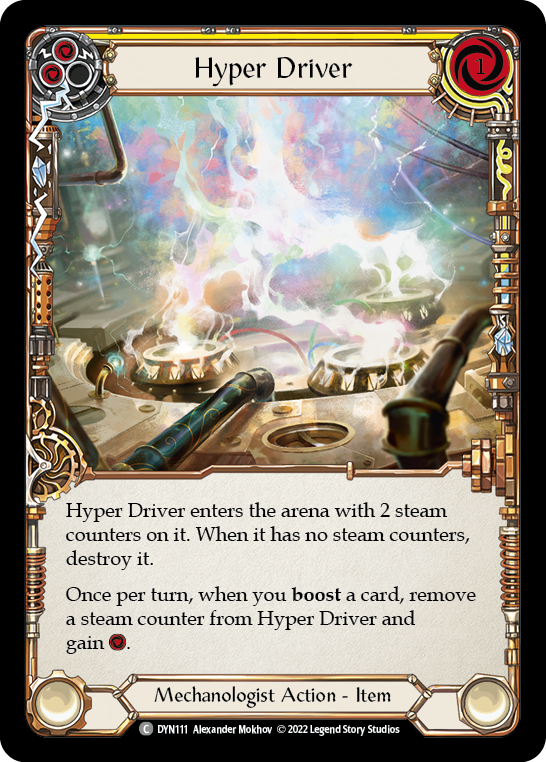 Hyper Driver
1
Hyper Driver enters the arena with 2 steam
counters on it. When it has no steam counters,
destroy it.
Once per turn, when you boost a card, remove
a steam counter from Hyper Driver and
gain .
Mechanologist Action - Item
C DYN111 Alexander Mokhov © 2022 Legend Story Studios